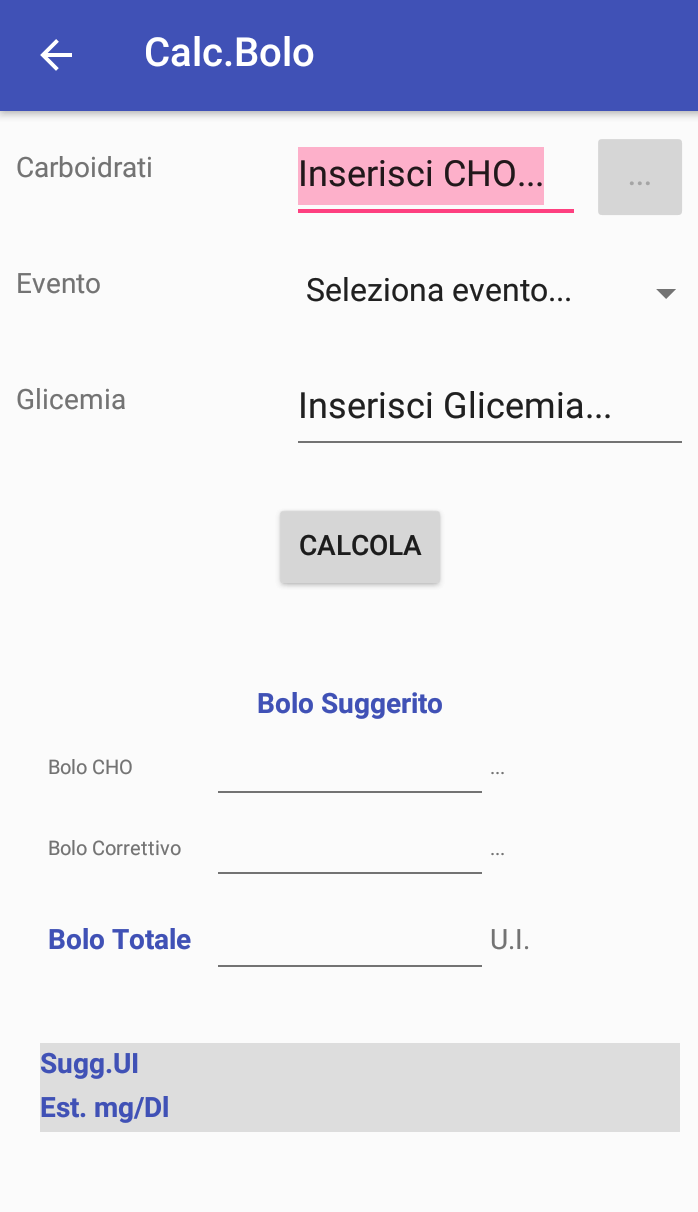 Calc.Bolo
Carboidrati Inserisci CHO... ...
Evento Seleziona evento...
Glicemia Inserisci Glicemia...
CALCOLA
Bolo Suggerito
Bolo CHO ...
Bolo Correttivo ...
Bolo Totale U.I.
Sugg.UI
Est. mg/Dl